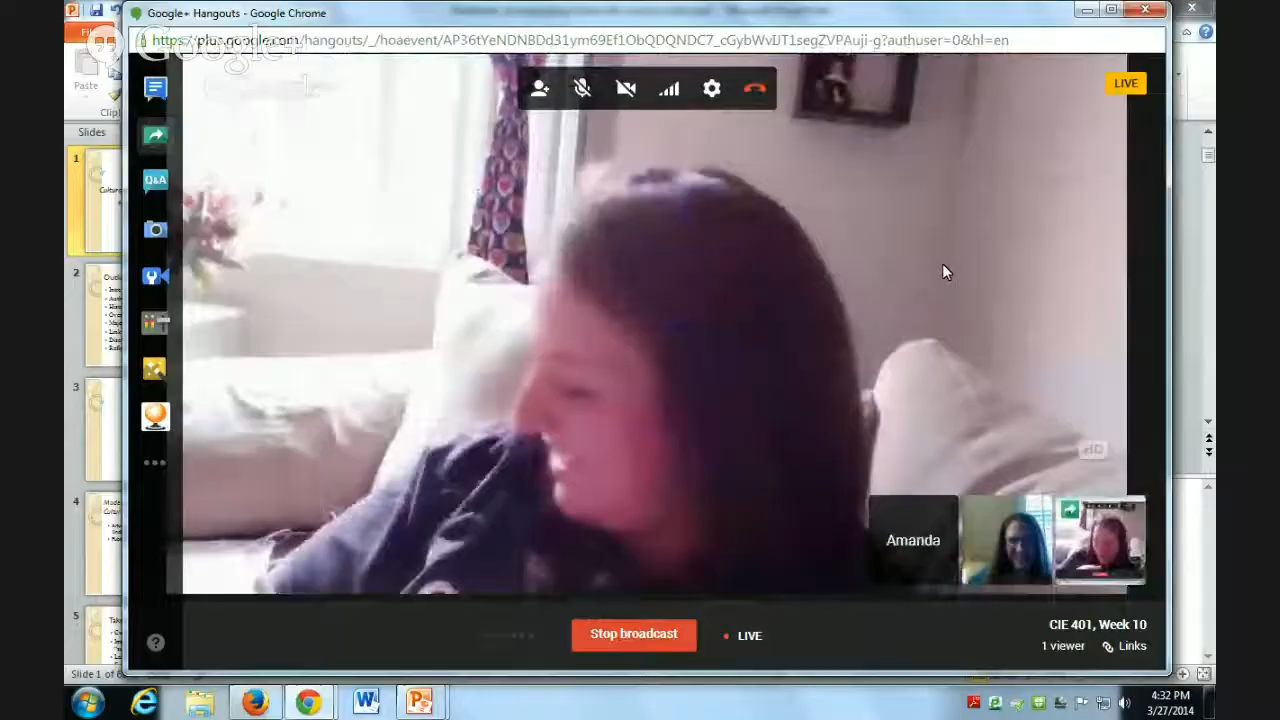 Google+ Hangouts - Google Chrome
https://plus.google.com/hangouts/_/hoaevent/AP36tYeNDNBDd31ym69Ef1ObQDQNDC7_cGybWvIJT1segZVPAuji-g?authuser=0&hl=en
Google+
Paste
Slides
LIVE
Q&A
1
2
3
4
5
HD
Amanda
Stop broadcast
LIVE
CIE 401, Week 10
1 viewer
Links
Slide 1 of 6
4:32 PM
3/27/2014